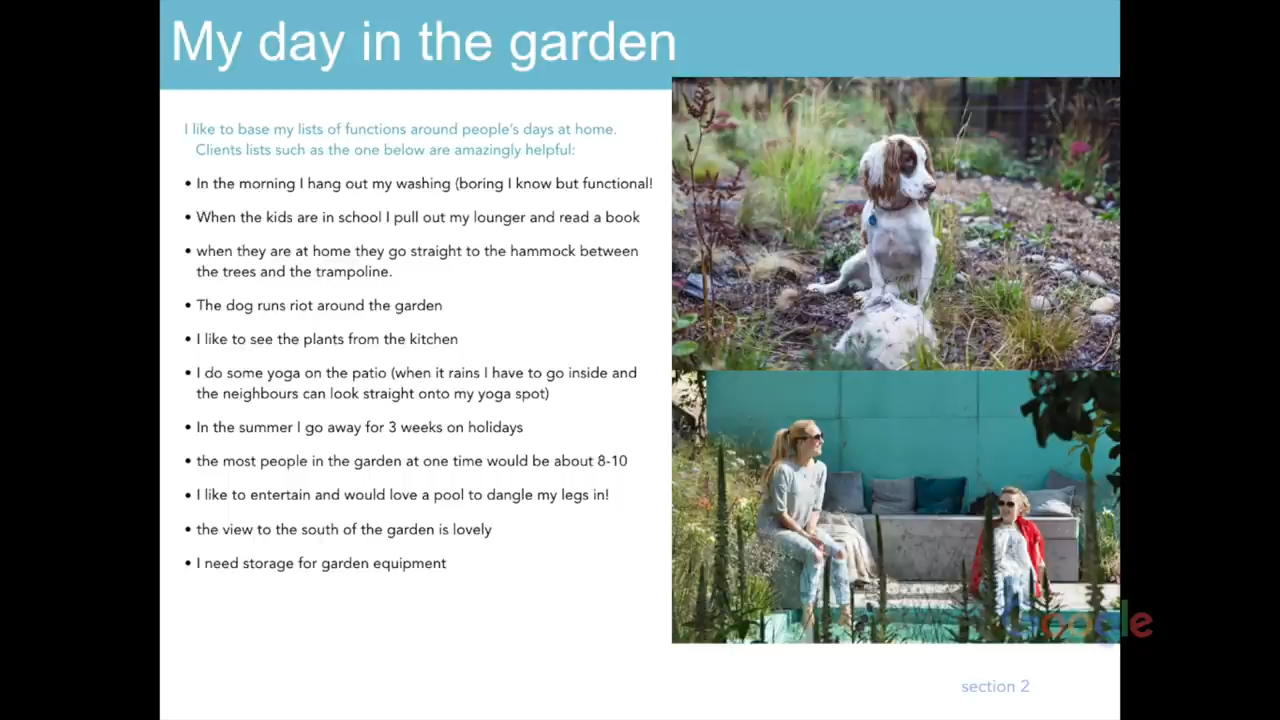 My day in the garden
I like to base my lists of functions around people's days at home.
Clients lists such as the one below are amazingly helpful:
• In the morning I hang out my washing (boring I know but functional!
• When the kids are in school I pull out my lounger and read a book
• when they are at home they go straight to the hammock between
the trees and the trampoline.
• The dog runs riot around the garden
• I like to see the plants from the kitchen
• I do some yoga on the patio (when it rains I have to go inside and
the neighbours can look straight onto my yoga spot)
• In the summer I go away for 3 weeks on holidays
• the most people in the garden at one time would be about 8-10
• I like to entertain and would love a pool to dangle my legs in!
• the view to the south of the garden is lovely
• I need storage for garden equipment
Google
section 2